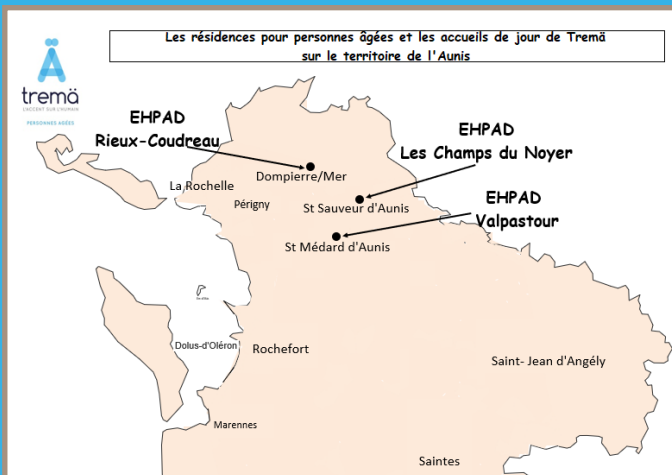 Les résidences pour personnes âgées et les accueils de jour de Tremä
sur le territoire de l'Aunis
tremä
L'ACCENT SUR L'HUMAIN
PERSONNES AGÉES
EHPAD
Rieux-Coudreau
EHPAD
Les Champs du Noyer
EHPAD
Valpastour
Dompierre/Mer
La Rochelle
Périgny
St Sauveur d'Aunis
St Médard d'Aunis
Dolus-d'Oléron
Rochefort
Saint- Jean d'Angély
Marennes
Saintes